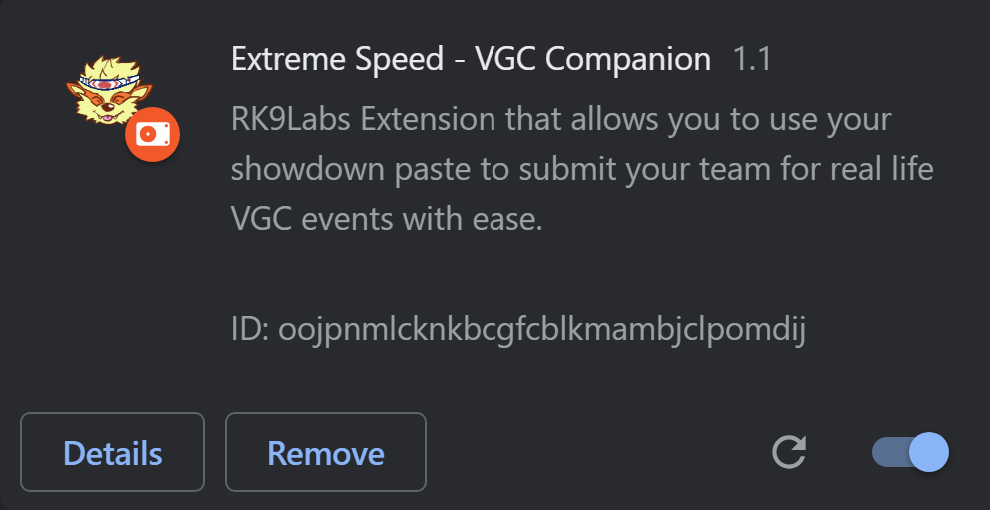 Extreme Speed - VGC Companion 1.1
RK9Labs Extension that allows you to use your
showdown paste to submit your team for real life
VGC events with ease.
ID: oojpnmlcknkbcgfcblkmambjclpomdij
Details Remove